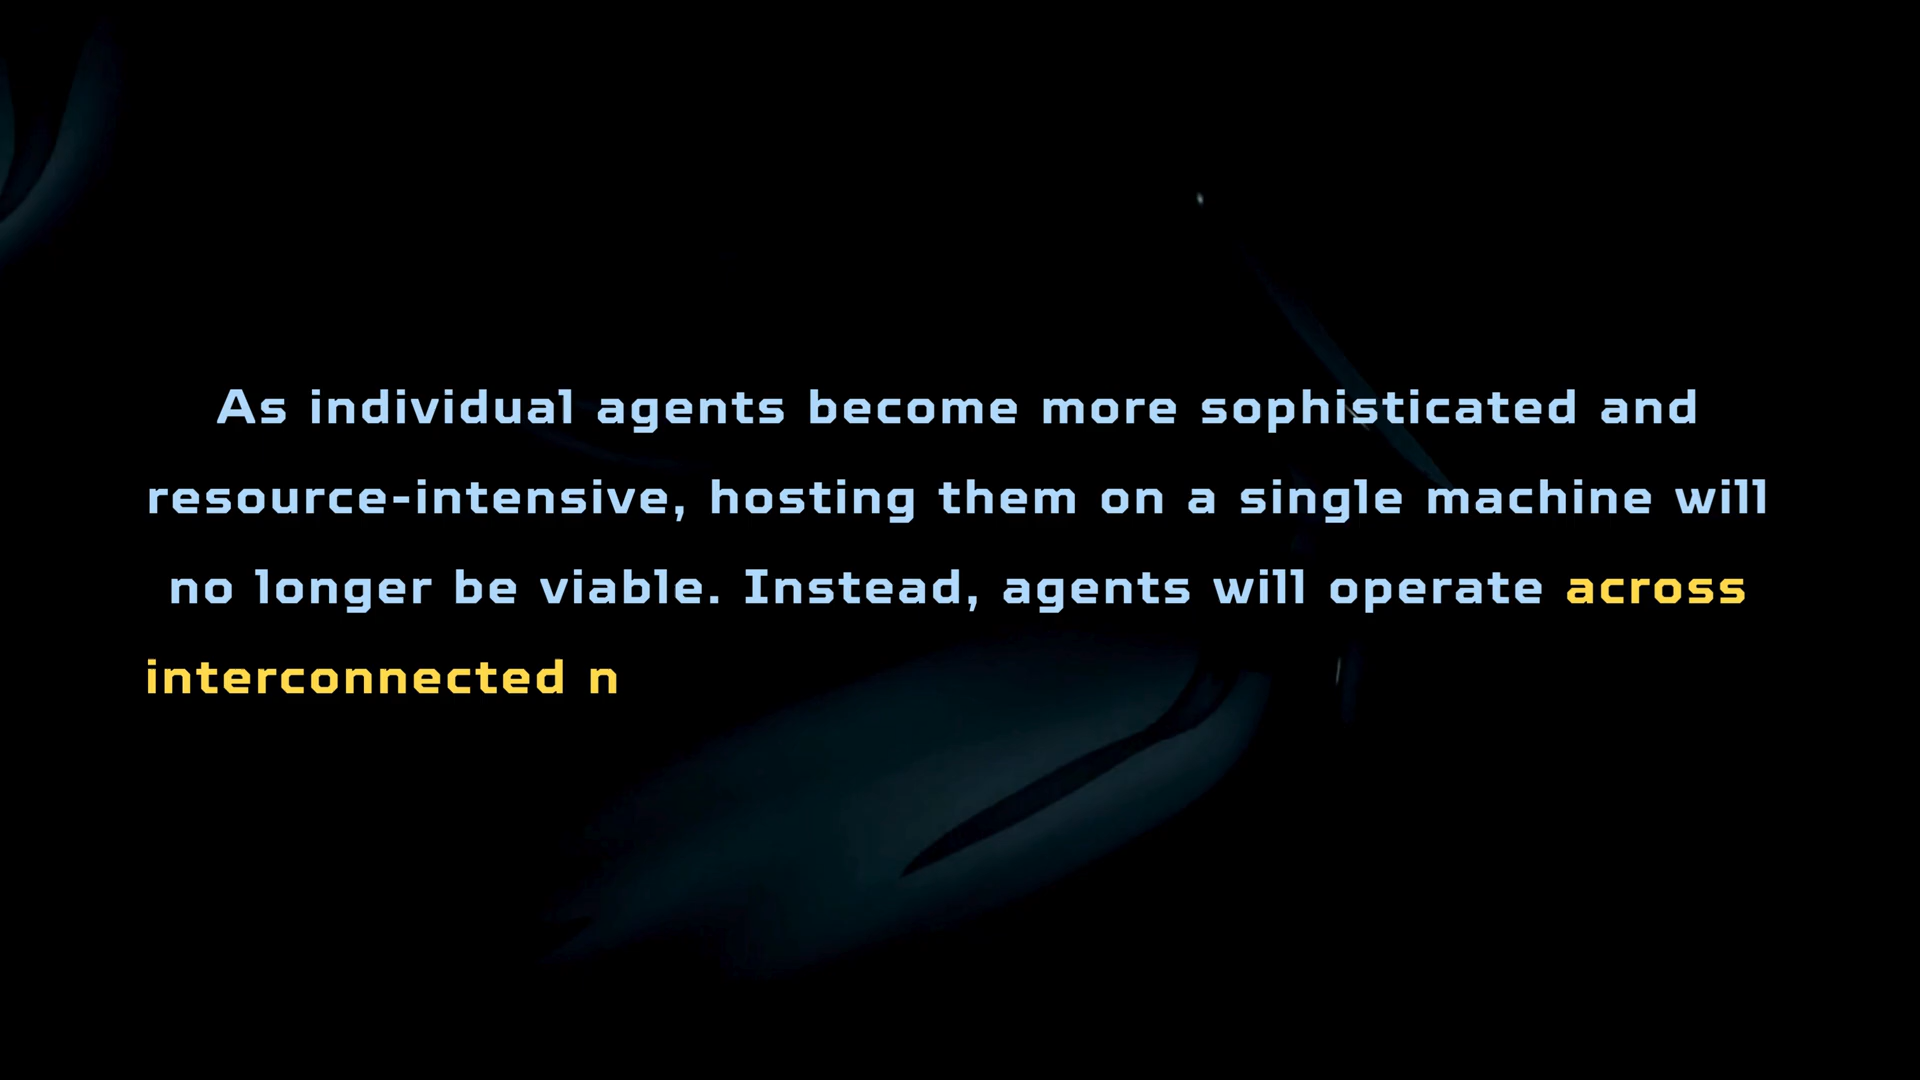 As individual agents become more sophisticated and
resource-intensive, hosting them on a single machine will
no longer be viable. Instead, agents will operate across
interconnected n